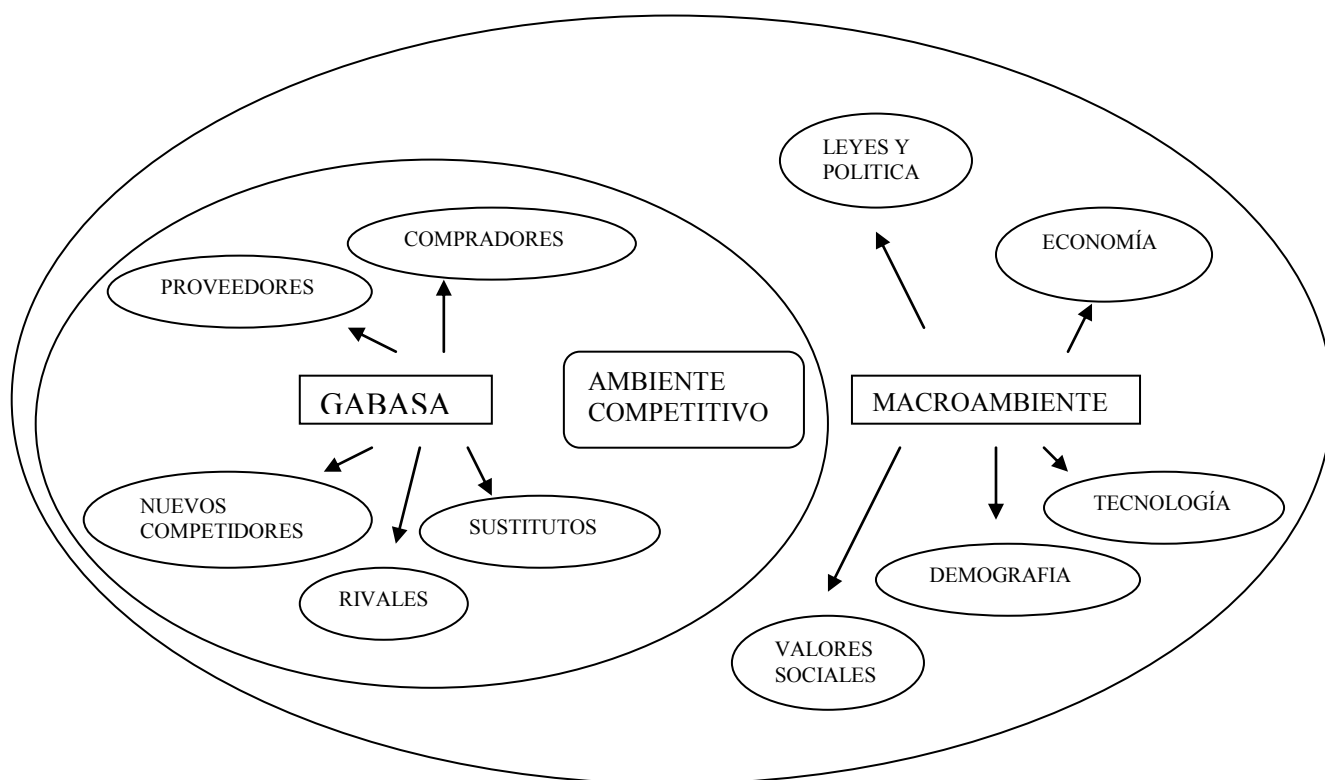 LEYES Y
POLITICA
COMPRADORES
ECONOMÍA
PROVEEDORES
AMBIENTE
COMPETITIVO
GABASA
MACROAMBIENTE
NUEVOS
COMPETIDORES
SUSTITUTOS
TECNOLOGÍA
RIVALES
DEMOGRAFIA
VALORES
SOCIALES